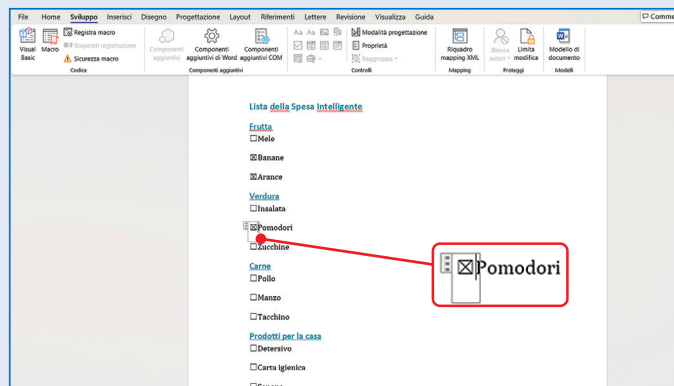 File Home Sviluppo Inserisci Disegno Progettazione Layout Riferimenti Lettere Revisione Visualizza Guida Comme
Visual Basic
Macro
Registra macro
Sospendi registrazione
Sicurezza macro
Codice
Componenti aggiuntivi
Componenti aggiuntivi di Word
Componenti aggiuntivi COM
Componenti aggiuntivi
Aa Aa
Modalità progettazione
Proprietà
Raggruppa
Controlli
Riquadro mapping XML
Mapping
Blocca autori
Limita modifica
Proteggi
Modello di documento
Modelli
Lista della Spesa Intelligente
Frutta
☐Mele
☒Banane
☒Arance
Verdura
☐Insalata
☒Pomodori
☐Zucchine
☒Pomodori
Carne
☐Pollo
☐Manzo
☐Tacchino
Prodotti per la casa
☐Detersivo
☐Carta igienica